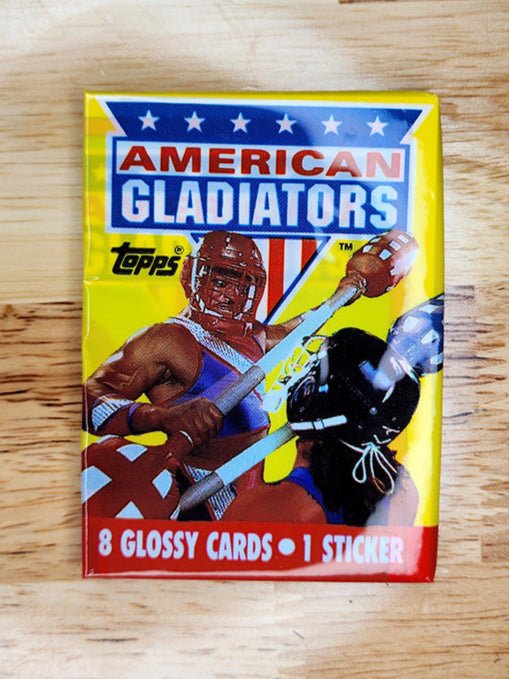 AMERICAN
GLADIATORS
Topps®
™
8 GLOSSY CARDS • 1 STICKER